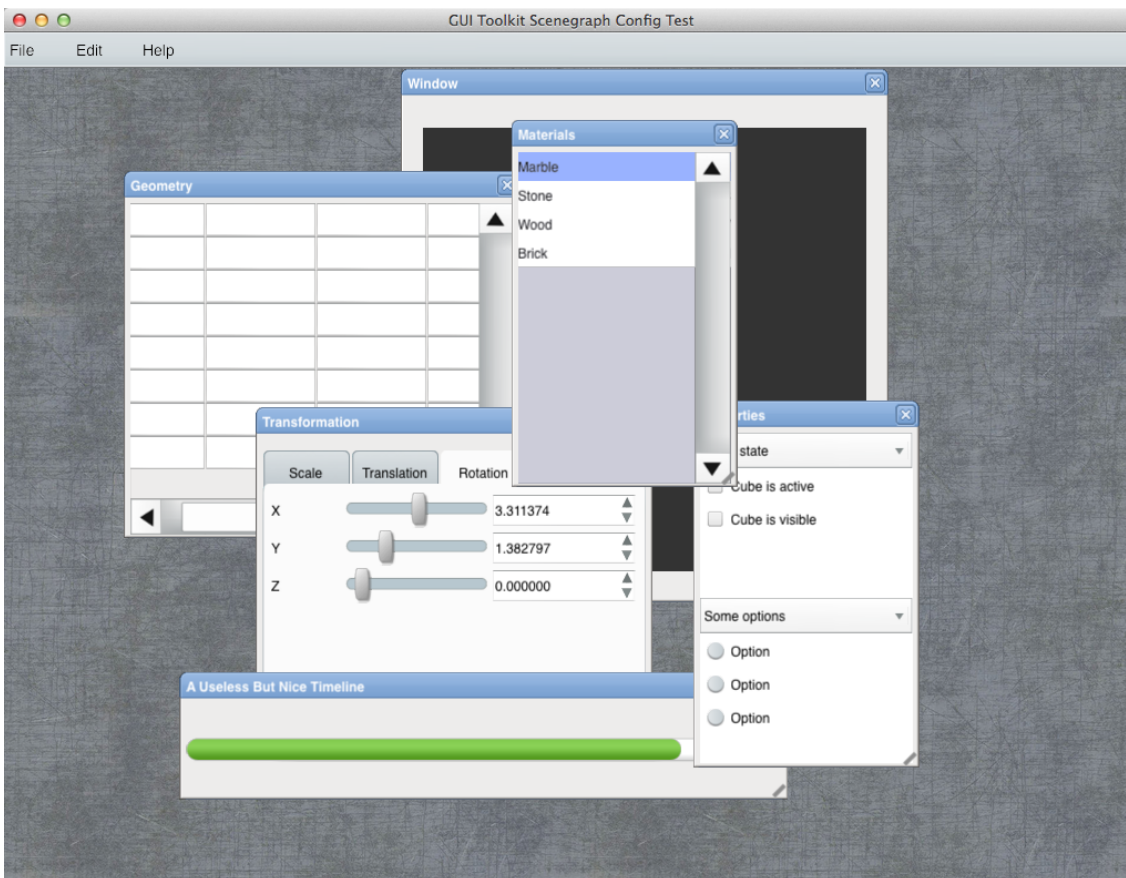 GUI Toolkit Scenegraph Config Test
File Edit Help
Window
Materials
Marble
Stone
Wood
Brick
Geometry
Transformation
Scale Translation Rotation
X 3.311374
Y 1.382797
Z 0.000000
rties
state
Cube is active
Cube is visible
Some options
Option
Option
Option
A Useless But Nice Timeline